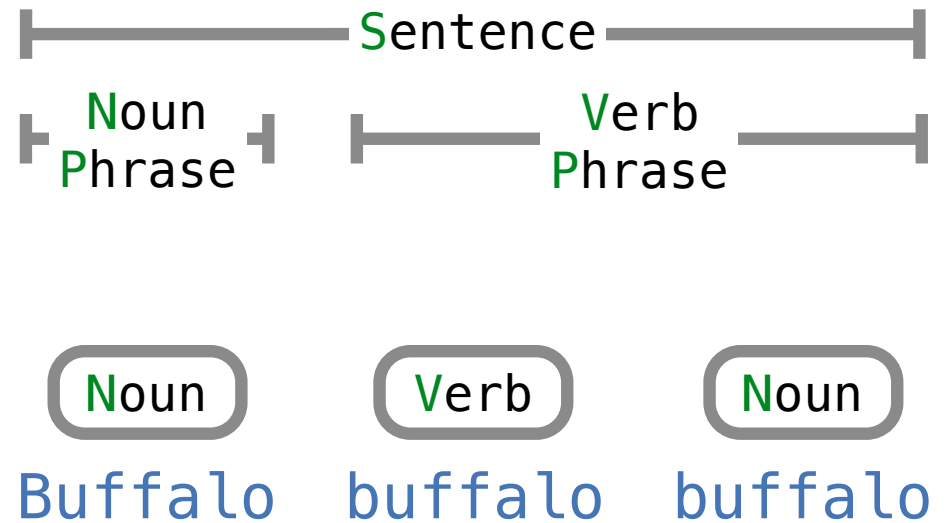 Sentence
Noun Phrase
Verb Phrase
Noun Verb Noun
Buffalo buffalo buffalo